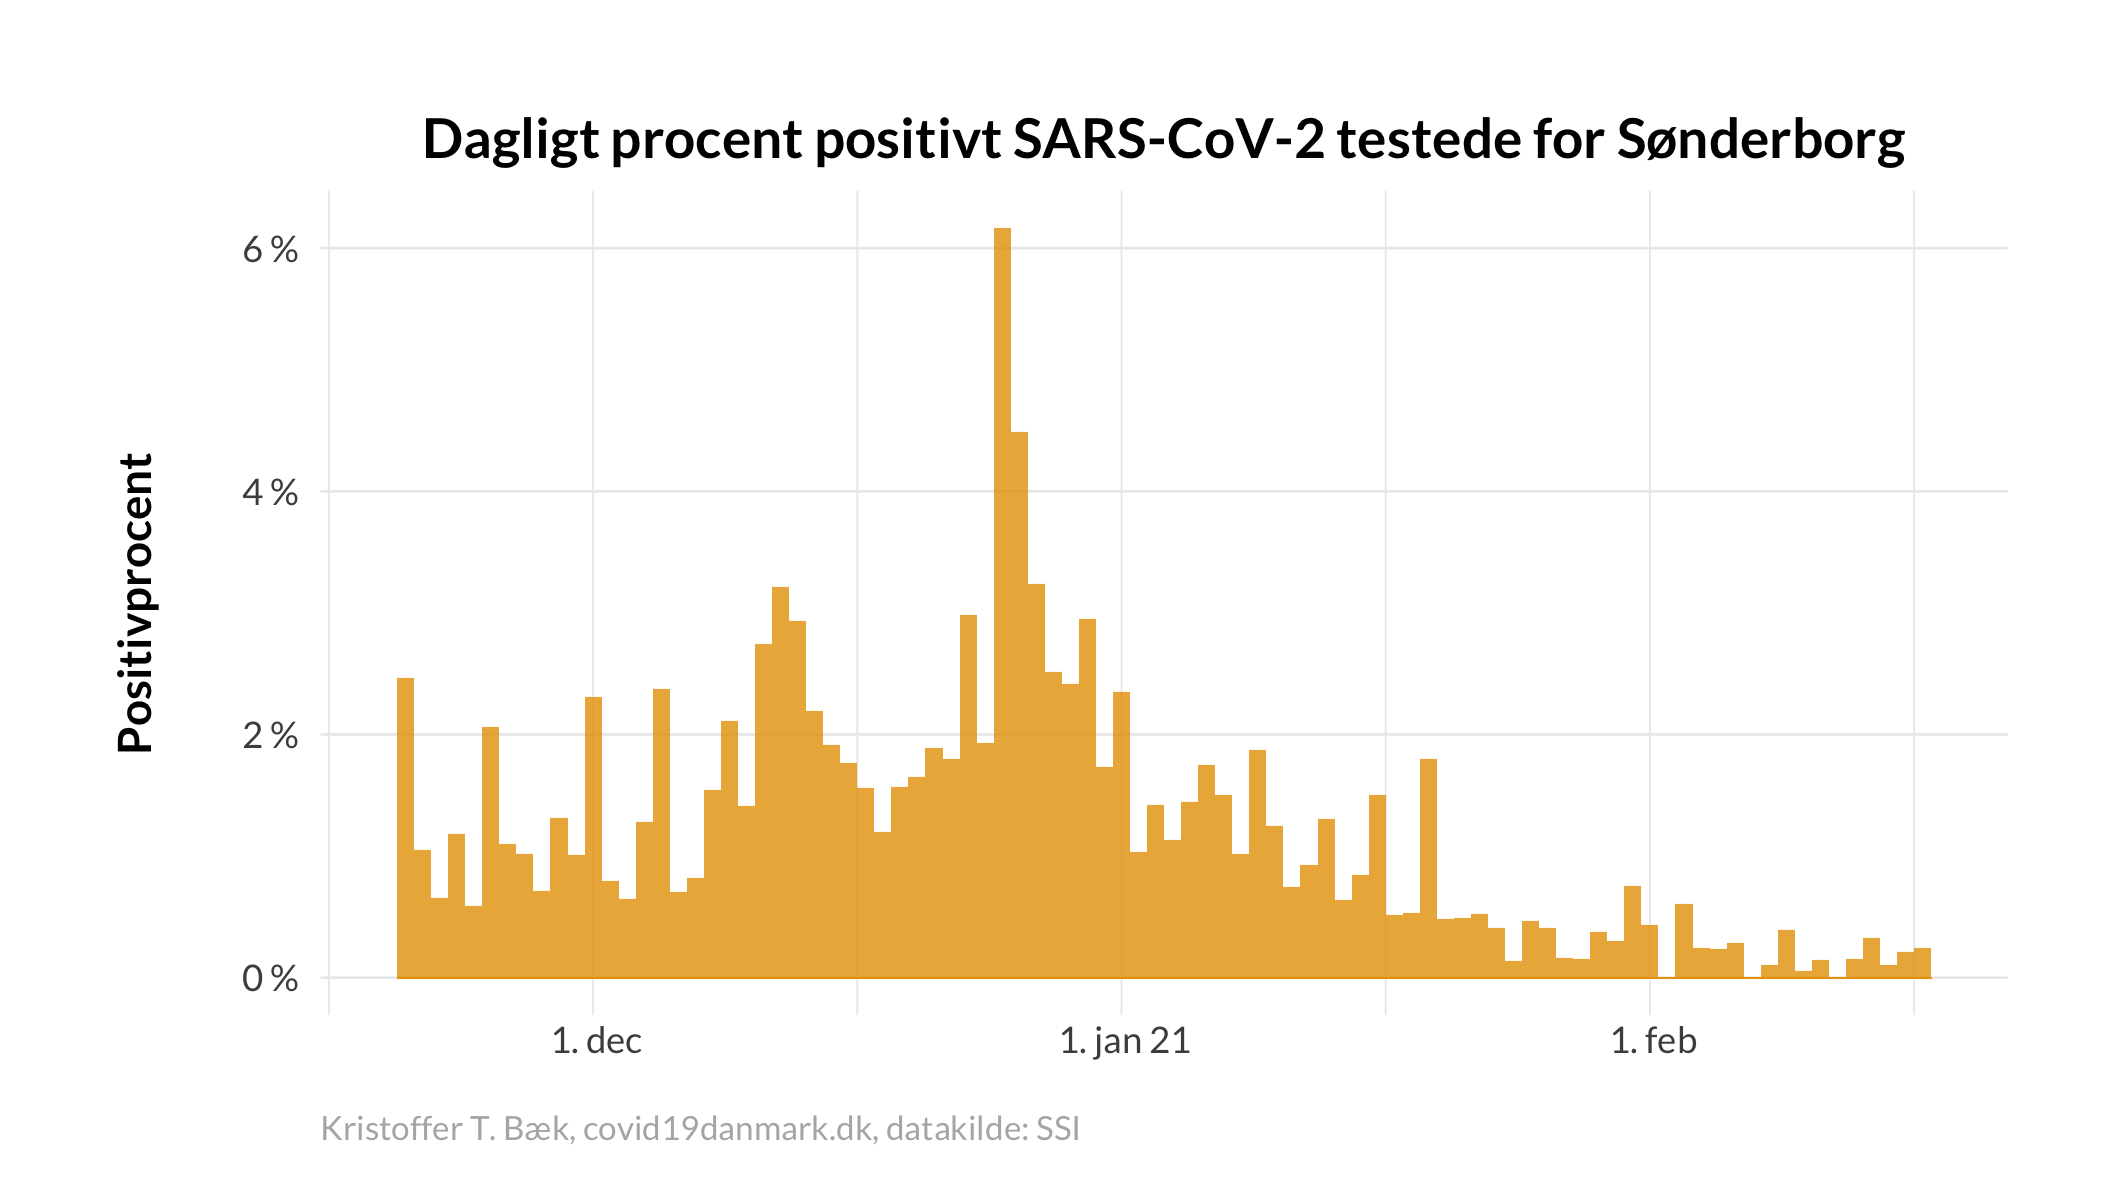 Dagligt procent positivt SARS-CoV-2 testede for Sønderborg
Positivprocent
6 %
4 %
2 %
0 %
1. dec
1. jan 21
1. feb
Kristoffer T. Bæk, covid19danmark.dk, datakilde: SSI